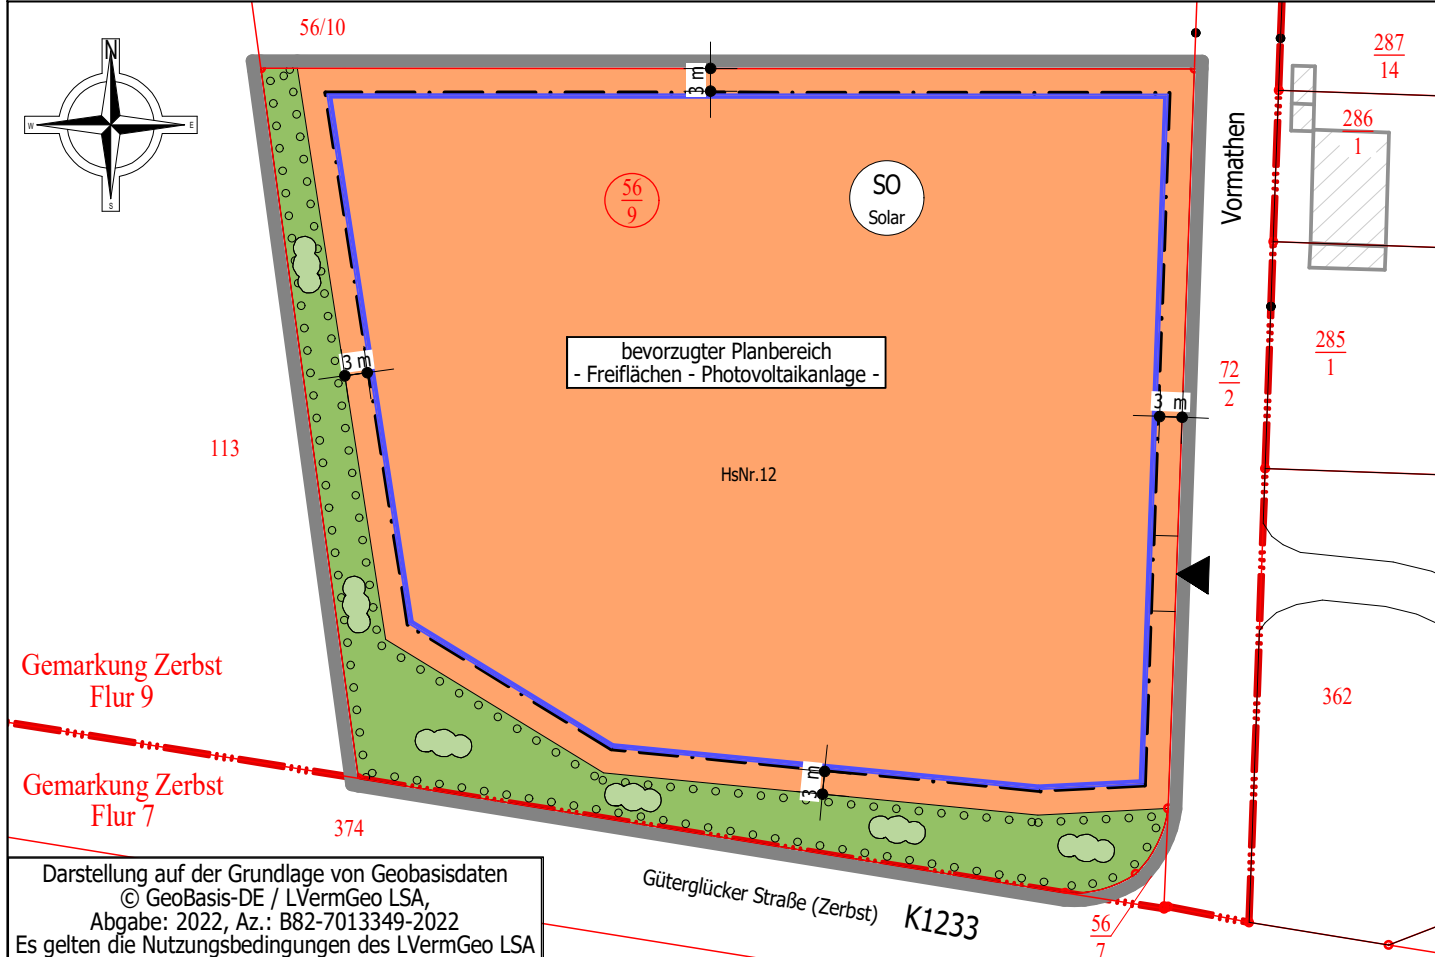 56/10
N
W
E
S
3 m
287
14
286
1
Vormathen
56
9
SO
Solar
bevorzugter Planbereich
- Freiflächen - Photovoltaikanlage -
285
1
3 m
72
2
3 m
113
HsNr.12
Gemarkung Zerbst
Flur 9
362
Gemarkung Zerbst
Flur 7
3 m
374
Darstellung auf der Grundlage von Geobasisdaten
© GeoBasis-DE / LVermGeo LSA,
Abgabe: 2022, Az.: B82-7013349-2022
Es gelten die Nutzungsbedingungen des LVermGeo LSA
Güterglücker Straße (Zerbst) K1233
56
7